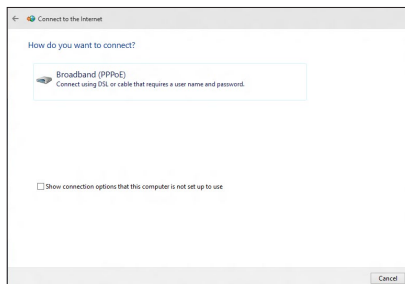 Connect to the Internet
How do you want to connect?
Broadband (PPPoE)
Connect using DSL or cable that requires a user name and password.
Show connection options that this computer is not set up to use
Cancel